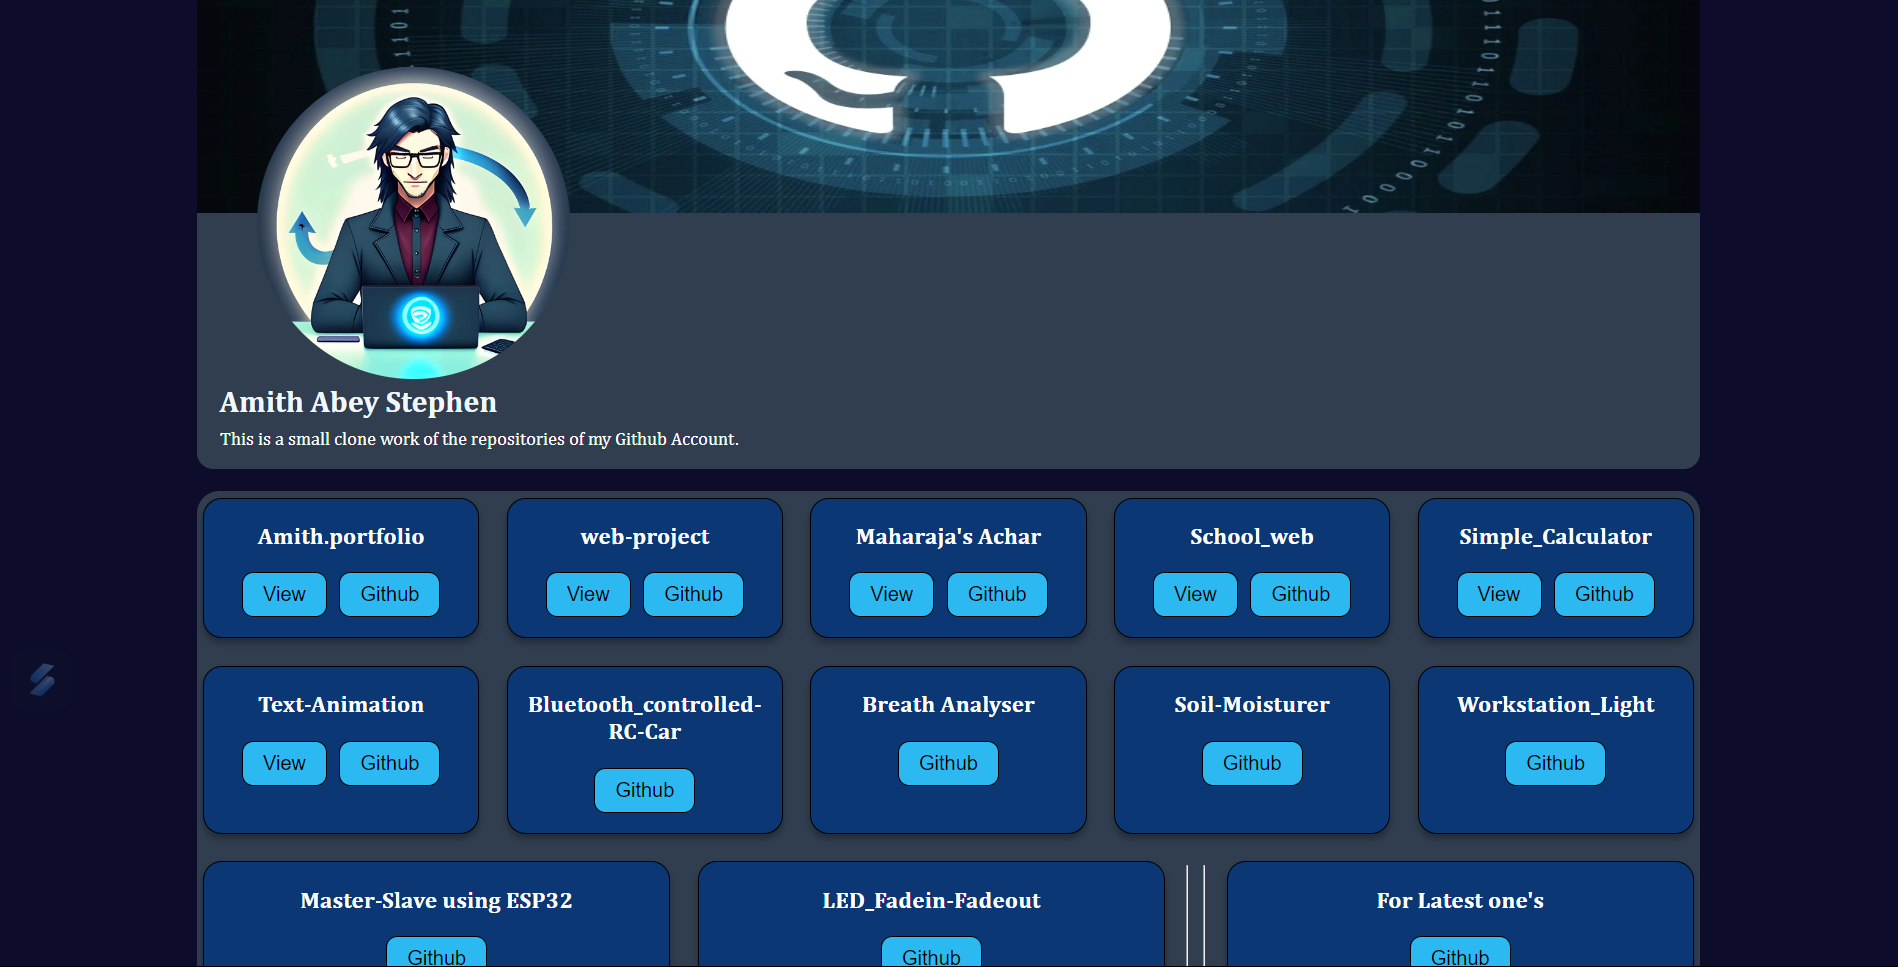 Amith Abey Stephen
This is a small clone work of the repositories of my Github Account.
Amith.portfolio
View Github
web-project
View Github
Maharaja's Achar
View Github
School_web
View Github
Simple_Calculator
View Github
Text-Animation
View Github
Bluetooth_controlled-
RC-Car
Github
Breath Analyser
Github
Soil-Moisturer
Github
Workstation_Light
Github
Master-Slave using ESP32
Github
LED_Fadein-Fadeout
Github
For Latest one's
Github